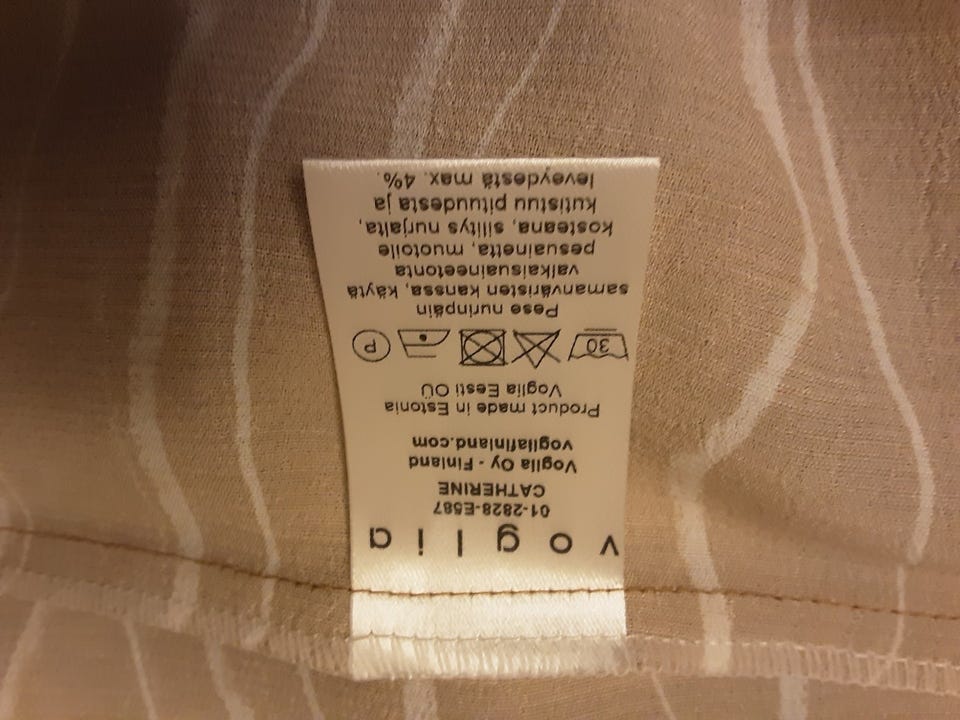 voglia
01-2828-E587
CATHERINE
Voglia Oy - Finland
vogliafinland.com
Product made in Estonia
Voglia Eesti OÜ
30 P
Pese nurinpäin
samanväristen kanssa, käytä
valkaisuaineetonta
pesuainetta, muotoile
kosteana, silitys nurjalta,
kutistuu pituudesta ja
leveydestä max. 4%.